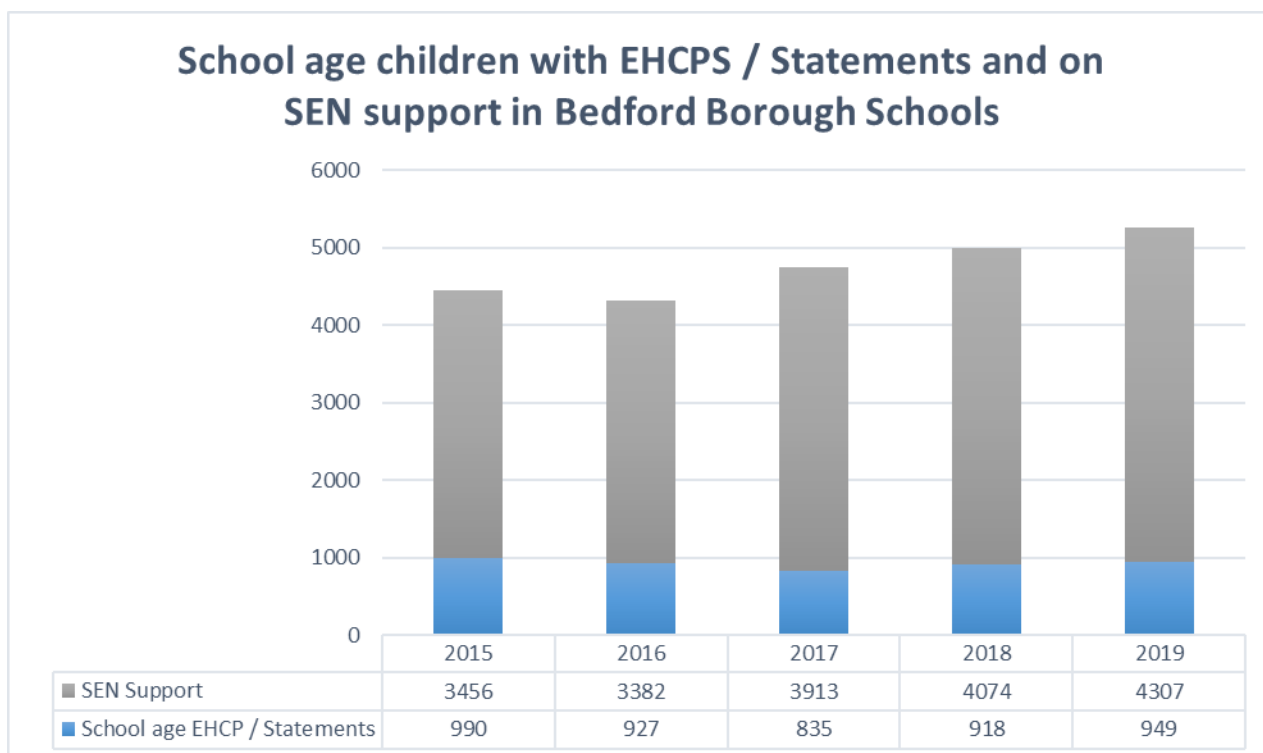 School age children with EHCPS / Statements and on
SEN support in Bedford Borough Schools
6000
5000
4000
3000
2000
1000
0
2015 2016 2017 2018 2019
SEN Support 3456 3382 3913 4074 4307
School age EHCP / Statements 990 927 835 918 949